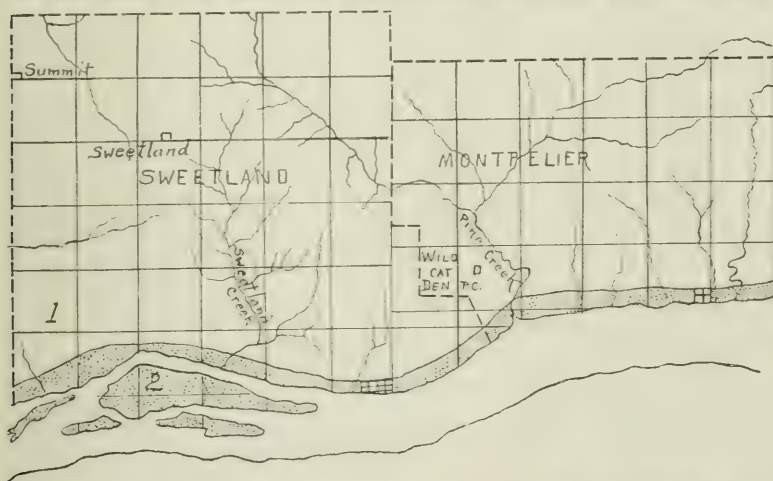 Summit
Sweetland
SWEETLAND
MONTPELIER
Pine Creek
WILD
CAT
DEN P.C.
Sweetland
Creek
1
2